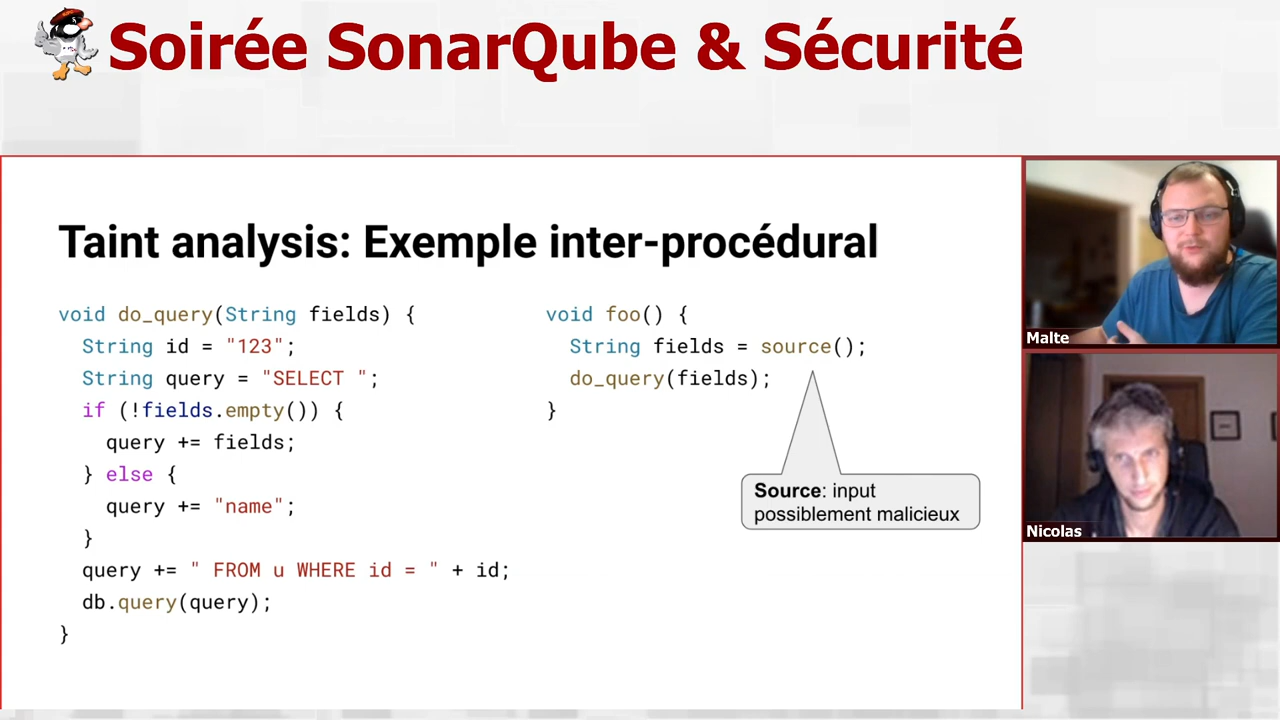 Soirée SonarQube & Sécurité
Taint analysis: Exemple inter-procédural
void do_query(String fields) {
String id = "123";
String query = "SELECT ";
if (!fields.empty()) {
query += fields;
} else {
query += "name";
}
query += " FROM u WHERE id = " + id;
db.query(query);
}
void foo() {
String fields = source();
do_query(fields);
}
Source: input
possiblement malicieux
Malte
Nicolas